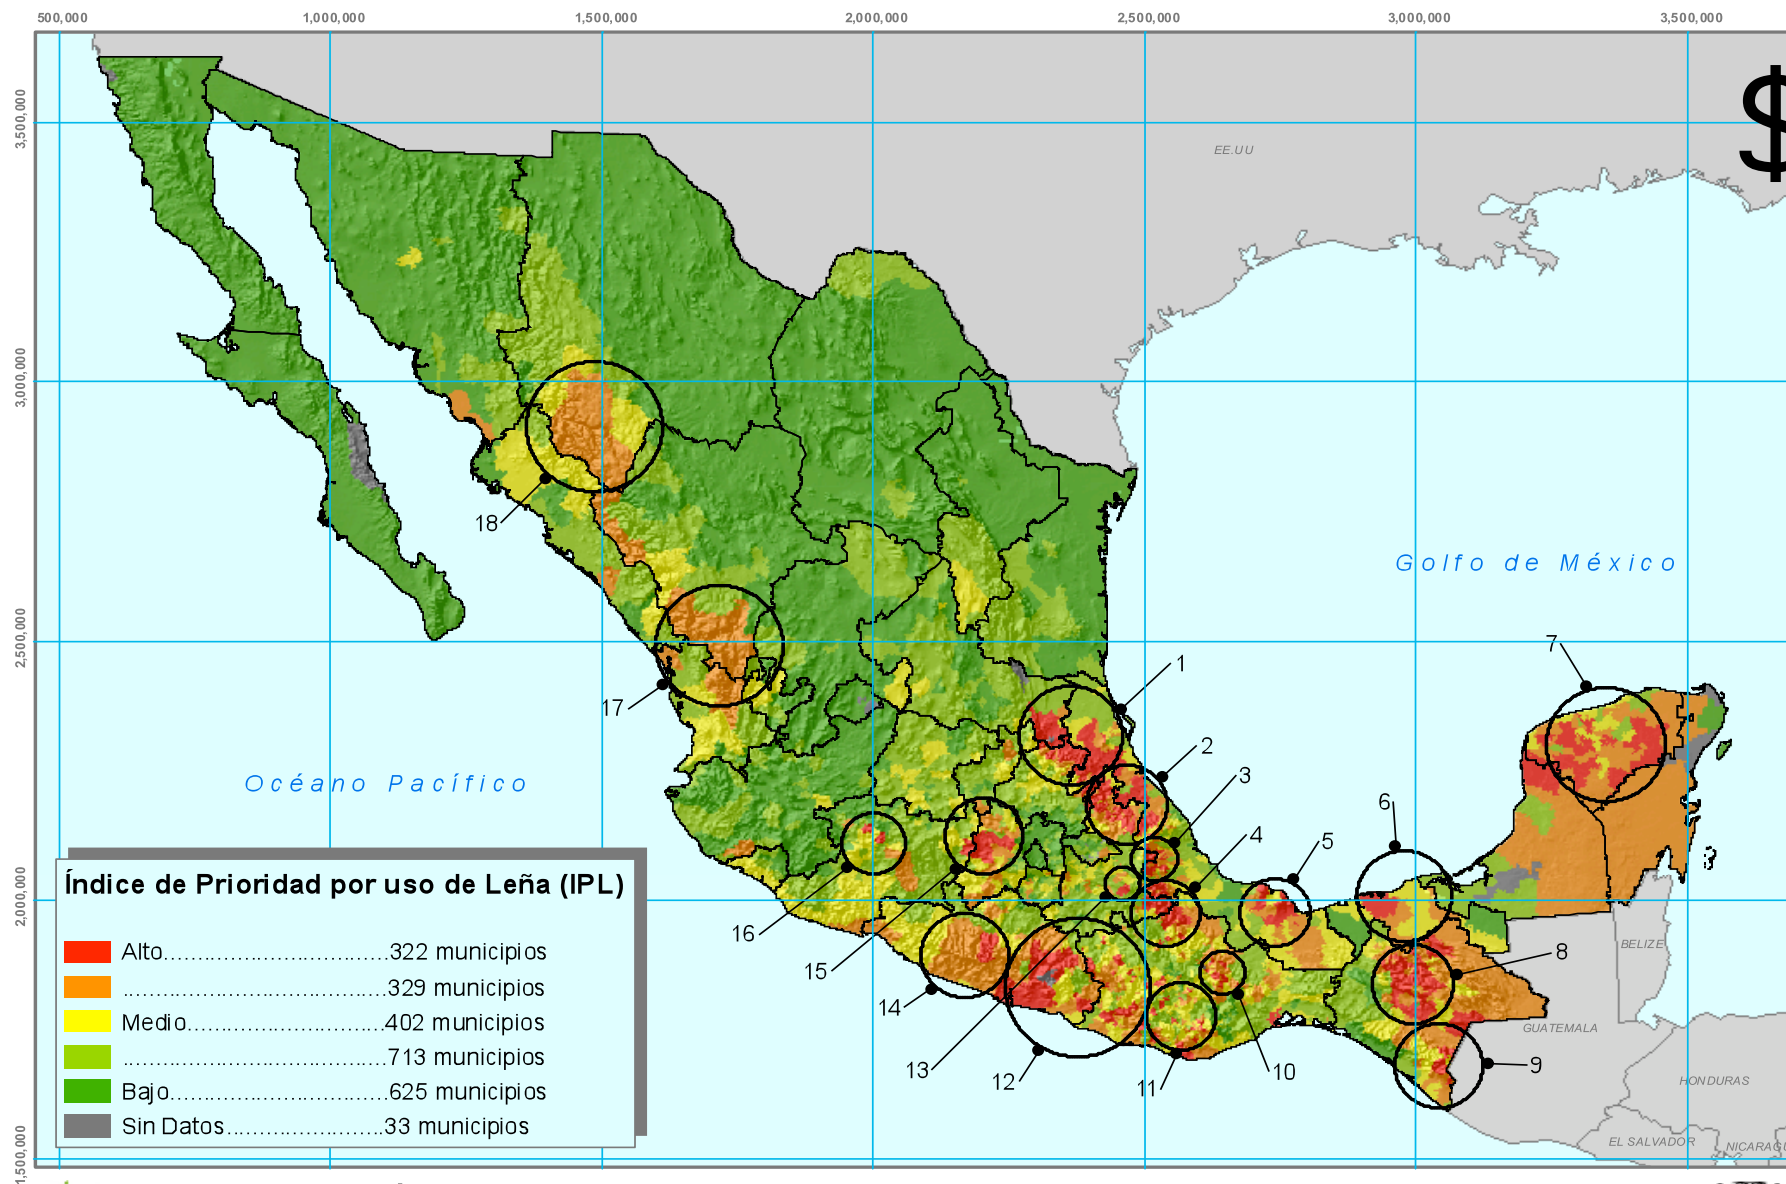 500,000 1,000,000 1,500,000 2,000,000 2,500,000 3,000,000 3,500,000
$
3,500,000
EE.UU
3,000,000
18
Golfo de México
2,500,000
7
1
17
2
3
Océano Pacífico
6
4
5
Índice de Prioridad por uso de Leña (IPL)
2,000,000
16
BELIZE
Alto..................................322 municipios
8
15
..................................329 municipios
14
Medio..............................402 municipios
GUATEMALA
..................................713 municipios
13
12
11
10
9
HONDURAS
Bajo.................................625 municipios
Sin Datos........................33 municipios
EL SALVADOR
NICARAGU
1,500,000